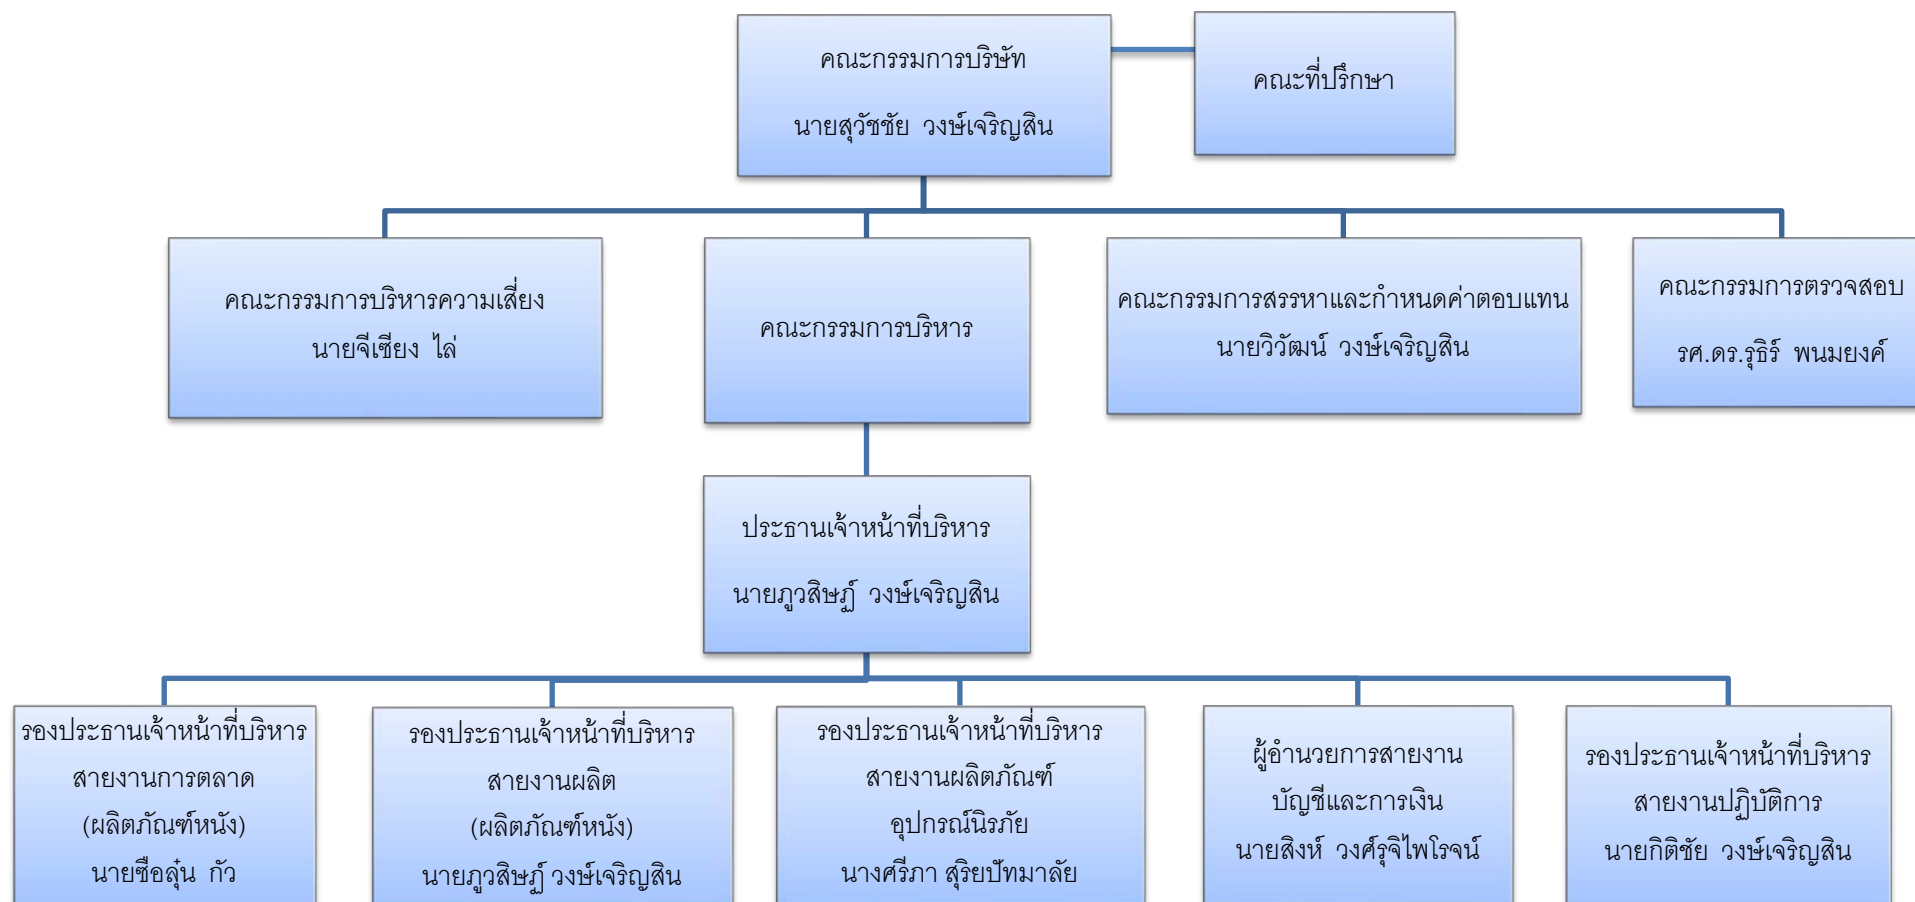 คณะกรรมการบริษัท
นายสุวัชชัย วงษ์เจริญสิน
คณะที่ปรึกษา
คณะกรรมการบริหารความเสี่ยง
นายจีเซียง ไล่
คณะกรรมการบริหาร
คณะกรรมการสรรหาและกำหนดค่าตอบแทน
นายวิวัฒน์ วงษ์เจริญสิน
คณะกรรมการตรวจสอบ
รศ.ดร.รุธิร์ พนมยงค์
ประธานเจ้าหน้าที่บริหาร
นายภูวสิษฏ์ วงษ์เจริญสิน
รองประธานเจ้าหน้าที่บริหาร
สายงานการตลาด
(ผลิตภัณฑ์หนัง)
นายซือลุ๋น กัว
รองประธานเจ้าหน้าที่บริหาร
สายงานผลิต
(ผลิตภัณฑ์หนัง)
นายภูวสิษฏ์ วงษ์เจริญสิน
รองประธานเจ้าหน้าที่บริหาร
สายงานผลิตภัณฑ์
อุปกรณ์นิรภัย
นางศรีภา สุริยปัทมาลัย
ผู้อำนวยการสายงาน
บัญชีและการเงิน
นายสิงห์ วงศ์รุจิไพโรจน์
รองประธานเจ้าหน้าที่บริหาร
สายงานปฏิบัติการ
นายกิติชัย วงษ์เจริญสิน